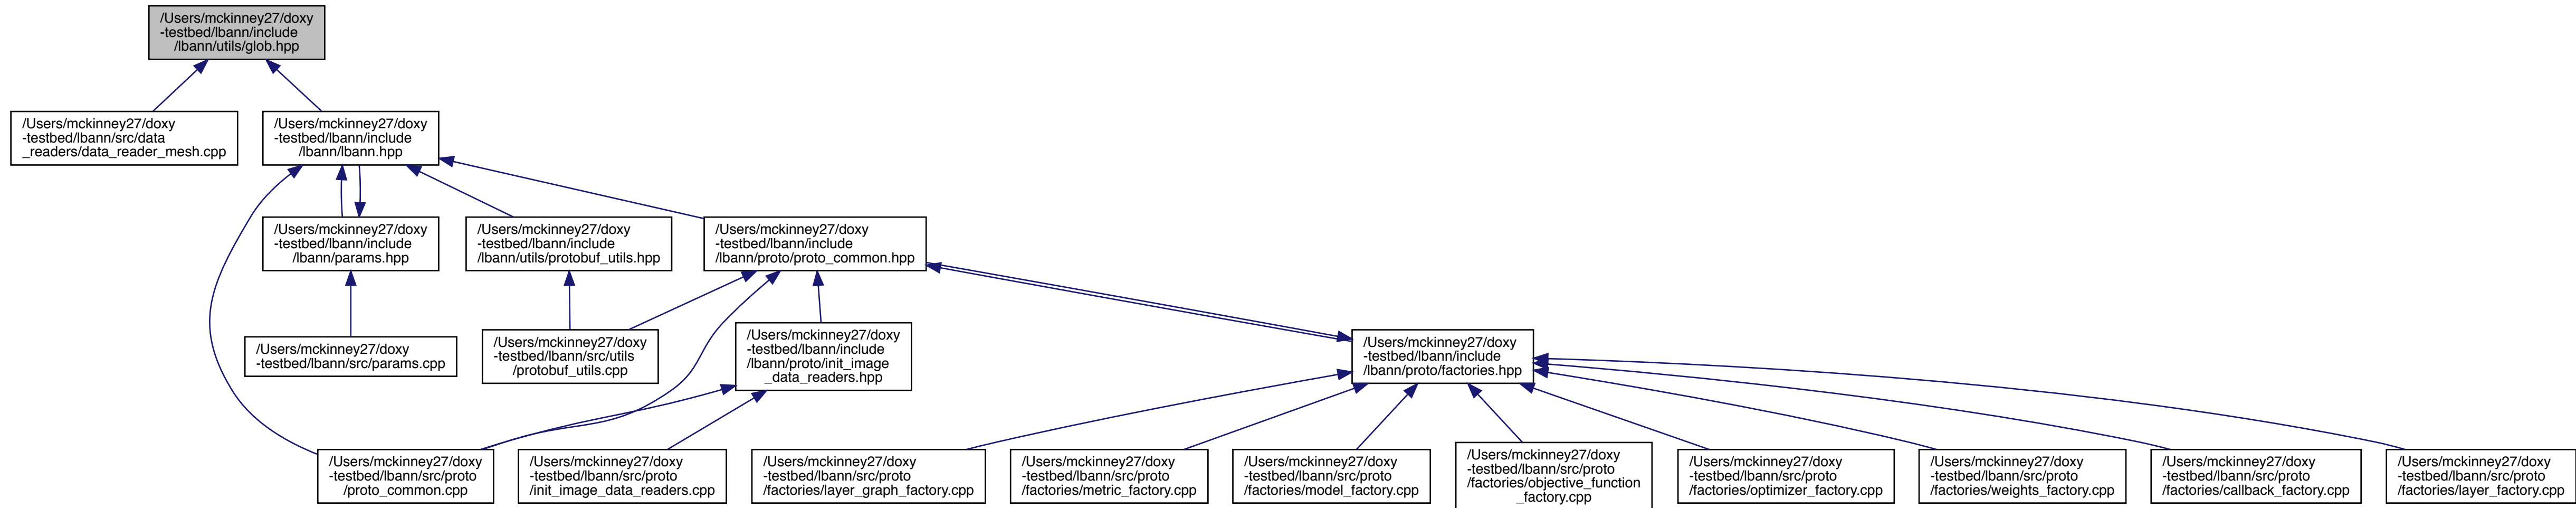 /Users/mckinney27/doxy
-testbed/lbann/include
/lbann/utils/glob.hpp
/Users/mckinney27/doxy
-testbed/lbann/src/data
_readers/data_reader_mesh.cpp
/Users/mckinney27/doxy
-testbed/lbann/include
/lbann/lbann.hpp
/Users/mckinney27/doxy
-testbed/lbann/include
/lbann/params.hpp
/Users/mckinney27/doxy
-testbed/lbann/include
/lbann/utils/protobuf_utils.hpp
/Users/mckinney27/doxy
-testbed/lbann/include
/lbann/proto/proto_common.hpp
/Users/mckinney27/doxy
-testbed/lbann/src/params.cpp
/Users/mckinney27/doxy
-testbed/lbann/src/utils
/protobuf_utils.cpp
/Users/mckinney27/doxy
-testbed/lbann/include
/lbann/proto/init_image
_data_readers.hpp
/Users/mckinney27/doxy
-testbed/lbann/include
/lbann/proto/factories.hpp
/Users/mckinney27/doxy
-testbed/lbann/src/proto
/proto_common.cpp
/Users/mckinney27/doxy
-testbed/lbann/src/proto
/init_image_data_readers.cpp
/Users/mckinney27/doxy
-testbed/lbann/src/proto
/factories/layer_graph_factory.cpp
/Users/mckinney27/doxy
-testbed/lbann/src/proto
/factories/metric_factory.cpp
/Users/mckinney27/doxy
-testbed/lbann/src/proto
/factories/model_factory.cpp
/Users/mckinney27/doxy
-testbed/lbann/src/proto
/factories/objective_function
_factory.cpp
/Users/mckinney27/doxy
-testbed/lbann/src/proto
/factories/optimizer_factory.cpp
/Users/mckinney27/doxy
-testbed/lbann/src/proto
/factories/weights_factory.cpp
/Users/mckinney27/doxy
-testbed/lbann/src/proto
/factories/callback_factory.cpp
/Users/mckinney27/doxy
-testbed/lbann/src/proto
/factories/layer_factory.cpp